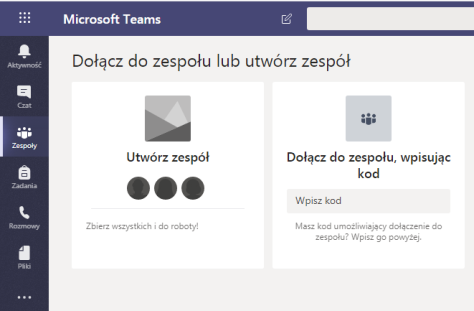 Microsoft Teams
Aktywność
Czat
Zespoły
Zadania
Rozmowy
Pliki
Dołącz do zespołu lub utwórz zespół
Utwórz zespół
Zbierz wszystkich i do roboty!
Dołącz do zespołu, wpisując
kod
Wpisz kod
Masz kod umożliwiający dołączenie do
zespołu? Wpisz go powyżej.